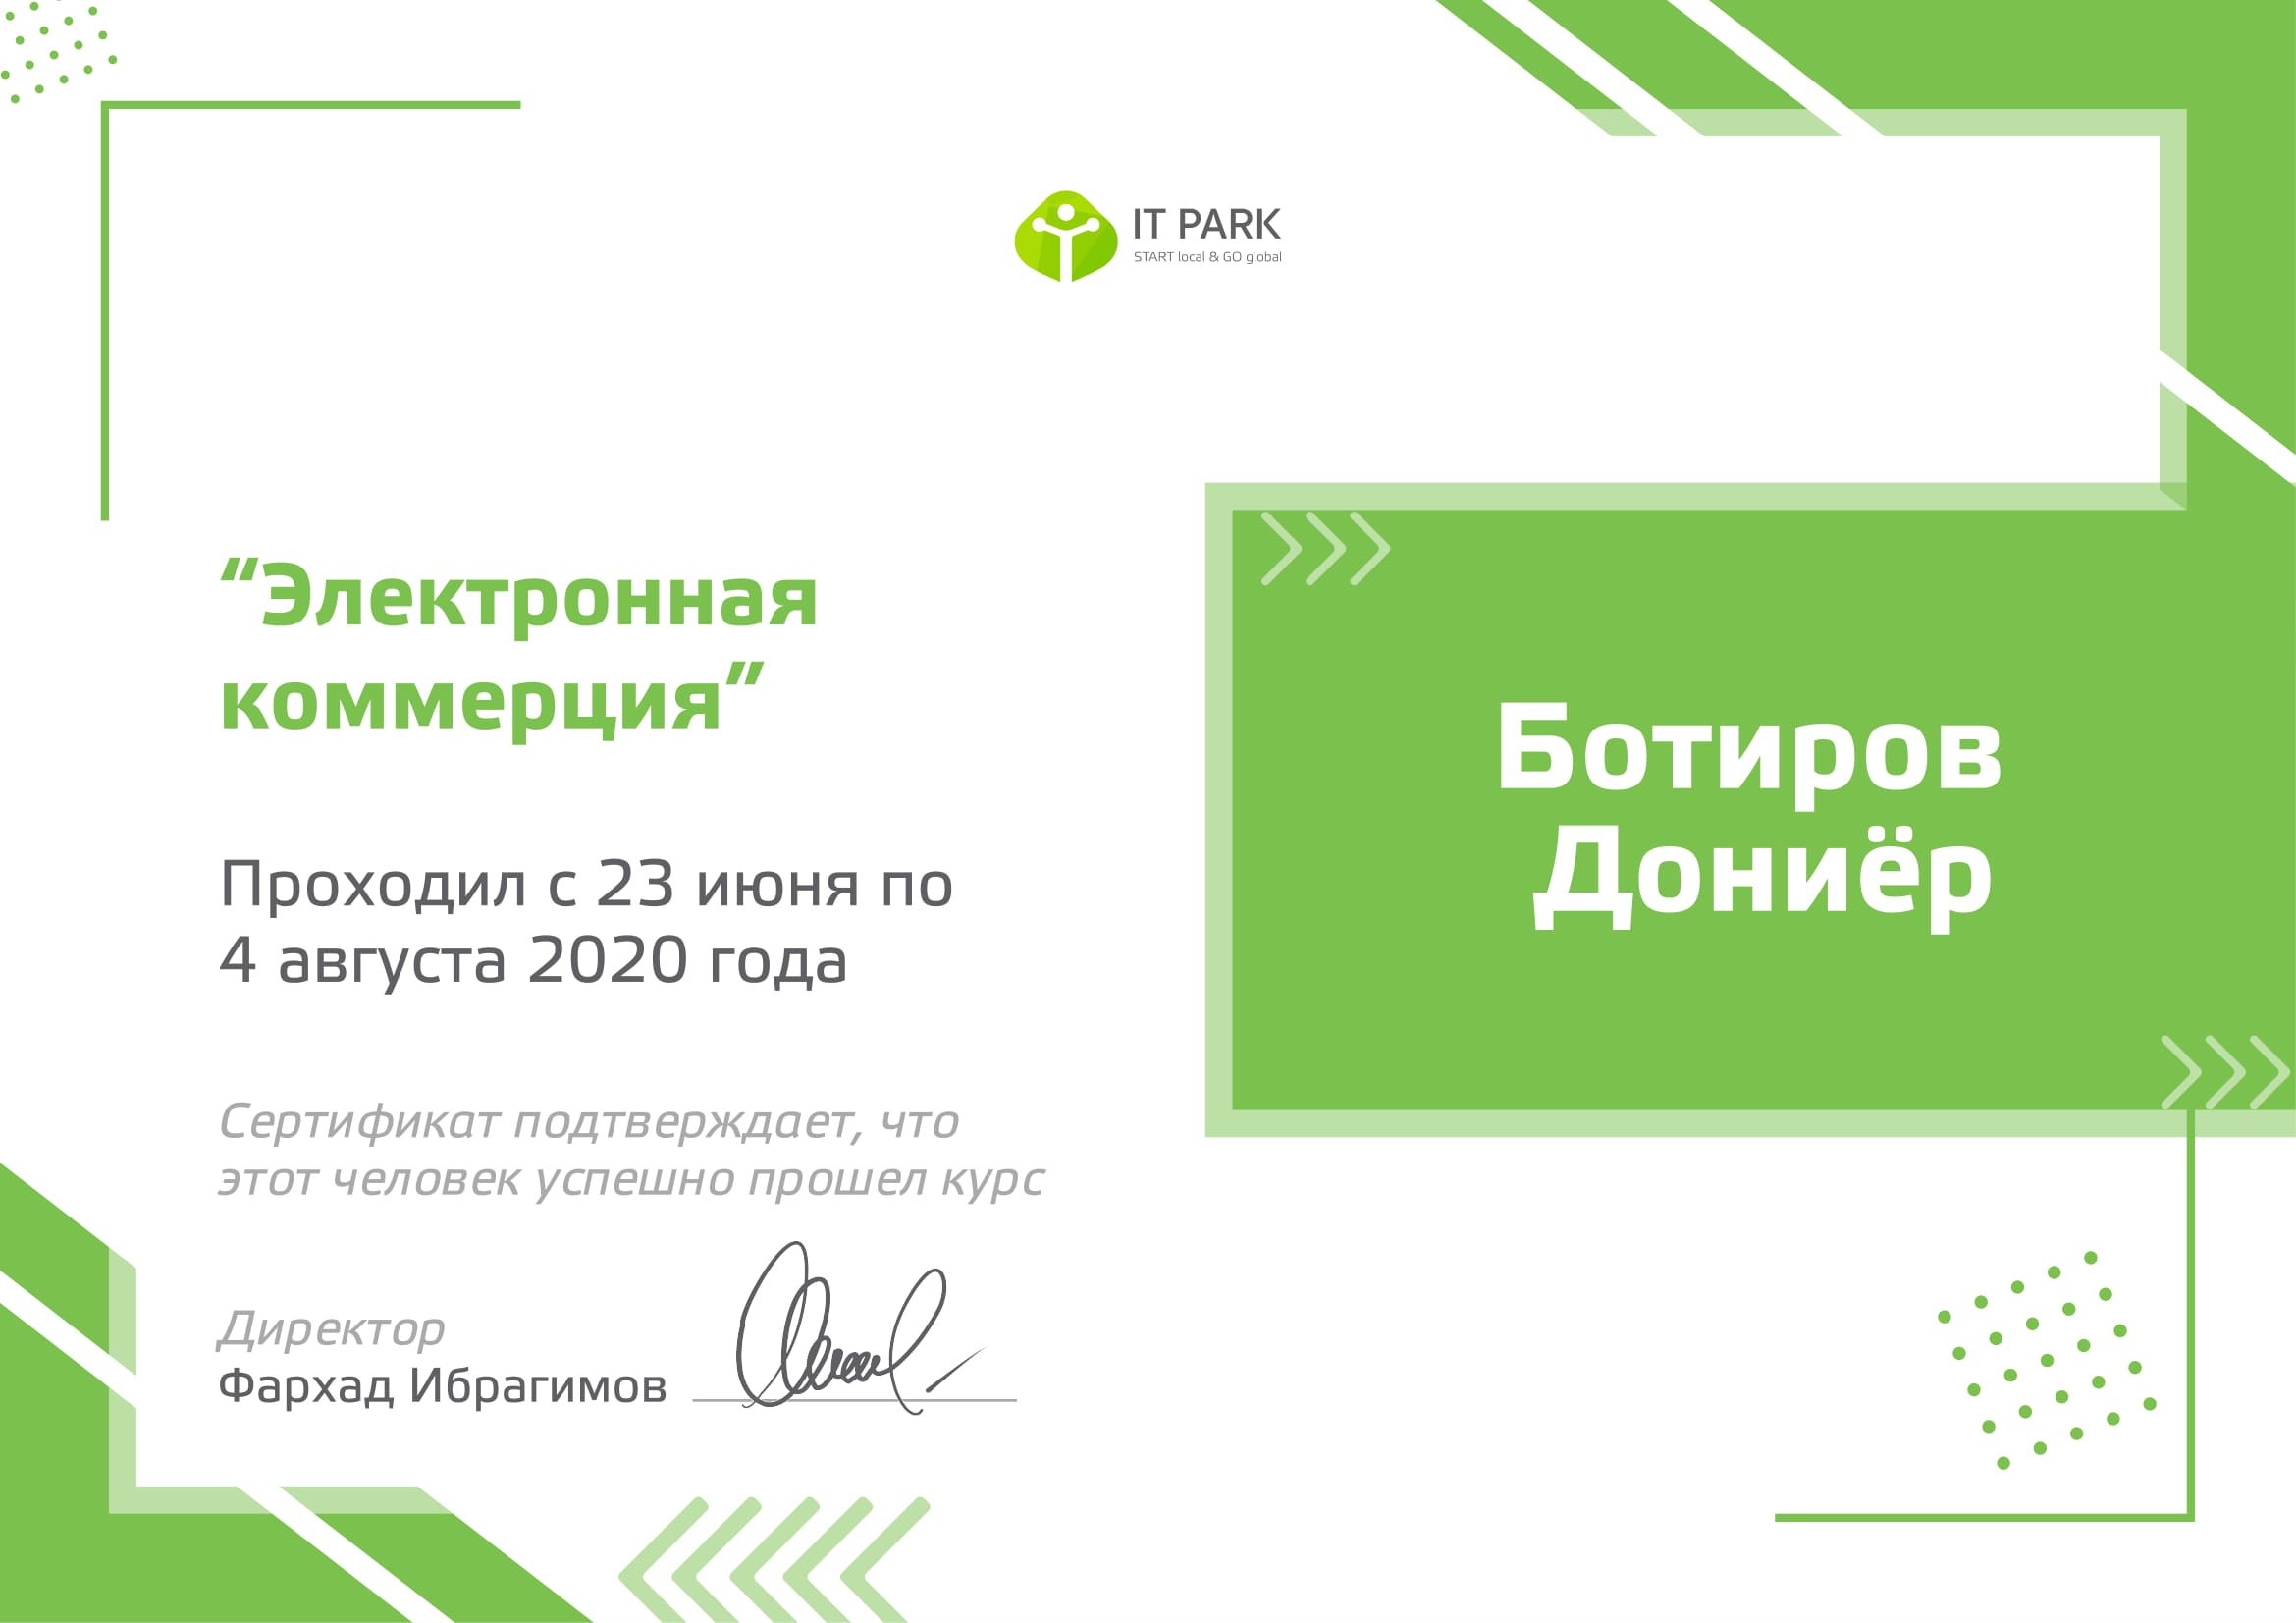 IT PARK
START local & GO global
“Электронная
коммерция”
Проходил с 23 июня по
4 августа 2020 года
Сертификат подтверждает, что
этот человек успешно прошел курс
Директор
Фархад Ибрагимов
Ботиров
Дониёр